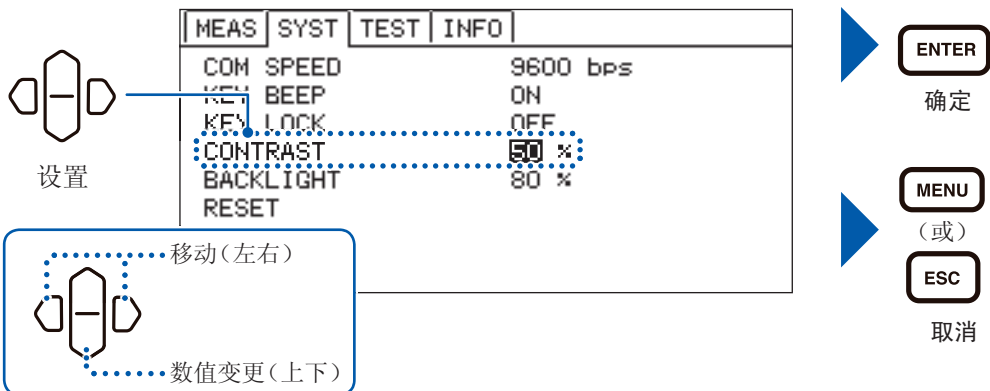 MEAS SYST TEST INFO
COM SPEED 9600 bps
KEY BEEP ON
KEY LOCK OFF
CONTRAST 50 %
BACKLIGHT 80 %
RESET
设置
移动(左右)
数值变更(上下)
ENTER
确定
MENU
(或)
ESC
取消